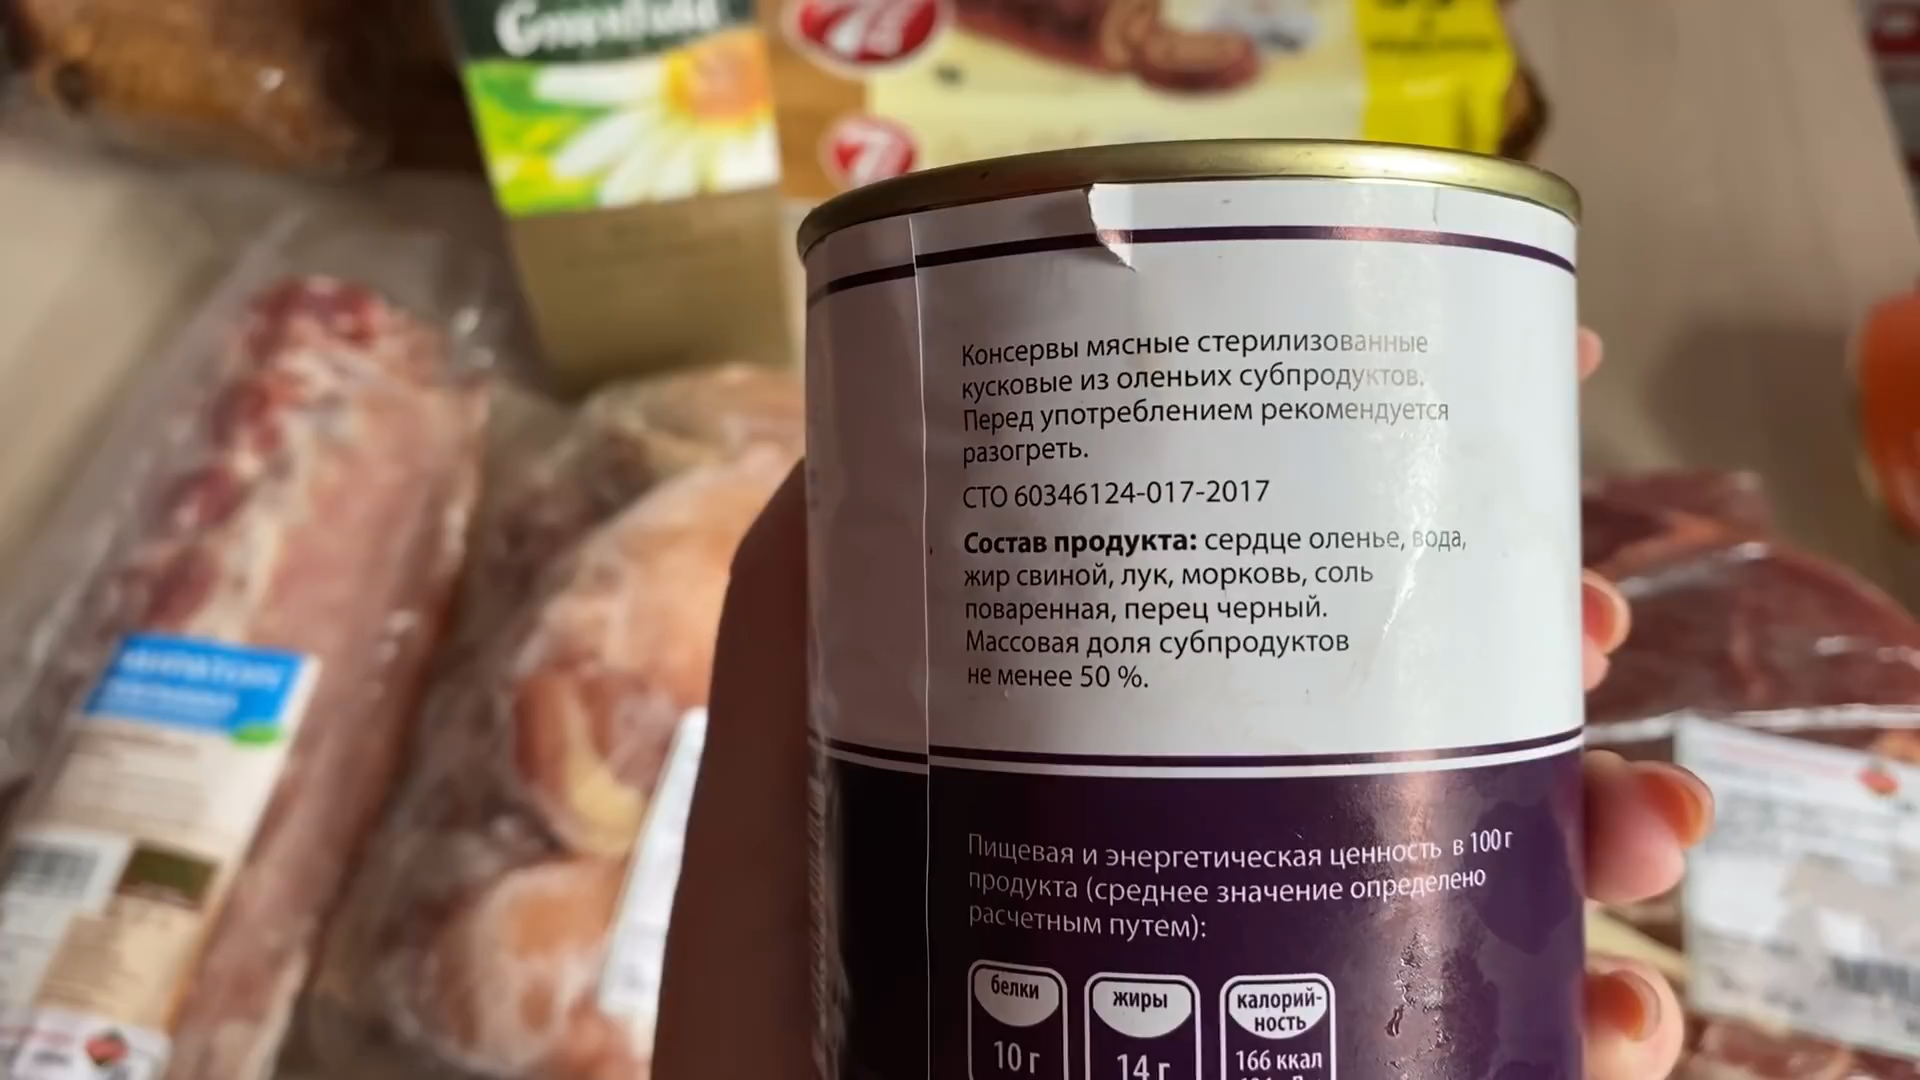 Greenfield
Консервы мясные стерилизованные
кусковые из оленьих субпродуктов.
Перед употреблением рекомендуется
разогреть.
СТО 60346124-017-2017
Состав продукта: сердце оленье, вода,
жир свиной, лук, морковь, соль
поваренная, перец черный.
Массовая доля субпродуктов
не менее 50 %.
Пищевая и энергетическая ценность в 100 г
продукта (среднее значение определено
расчетным путем):
белки
10 г
жиры
14 г
калорий-
ность
166 ккал